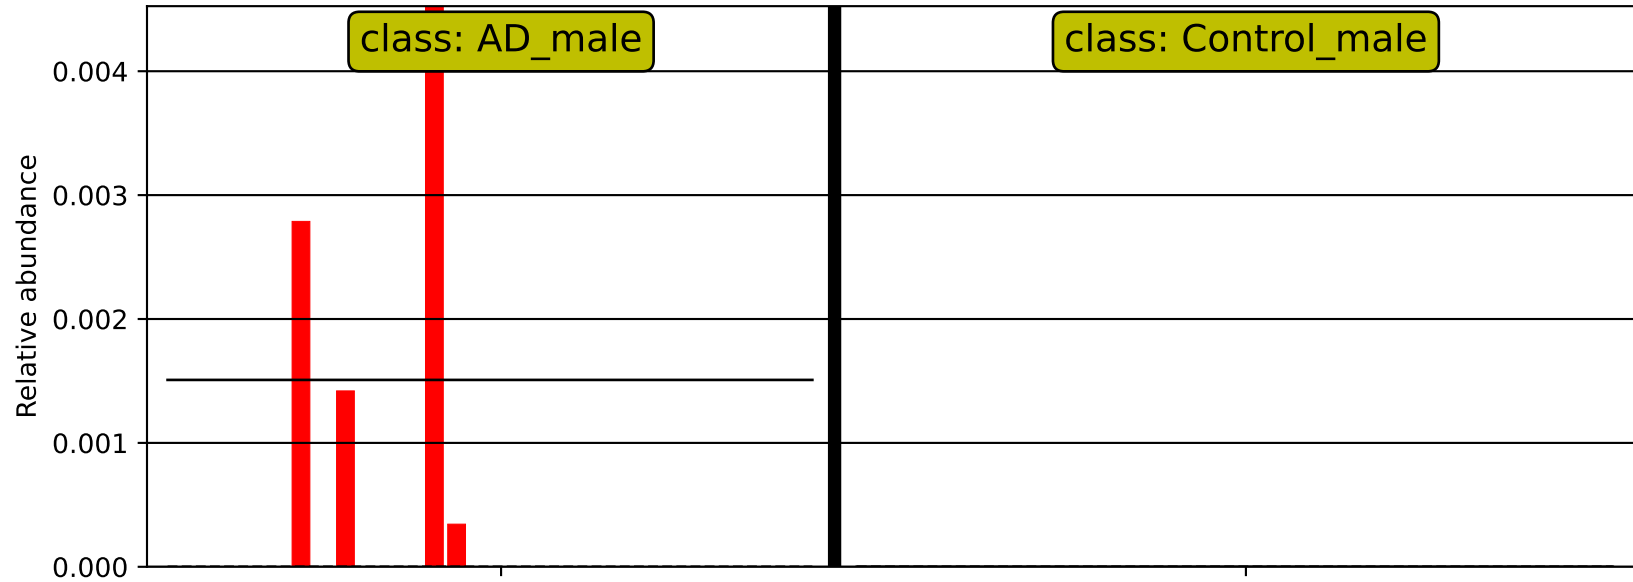 class: AD_male
class: Control_male
Relative abundance
0.004
0.003
0.002
0.001
0.000